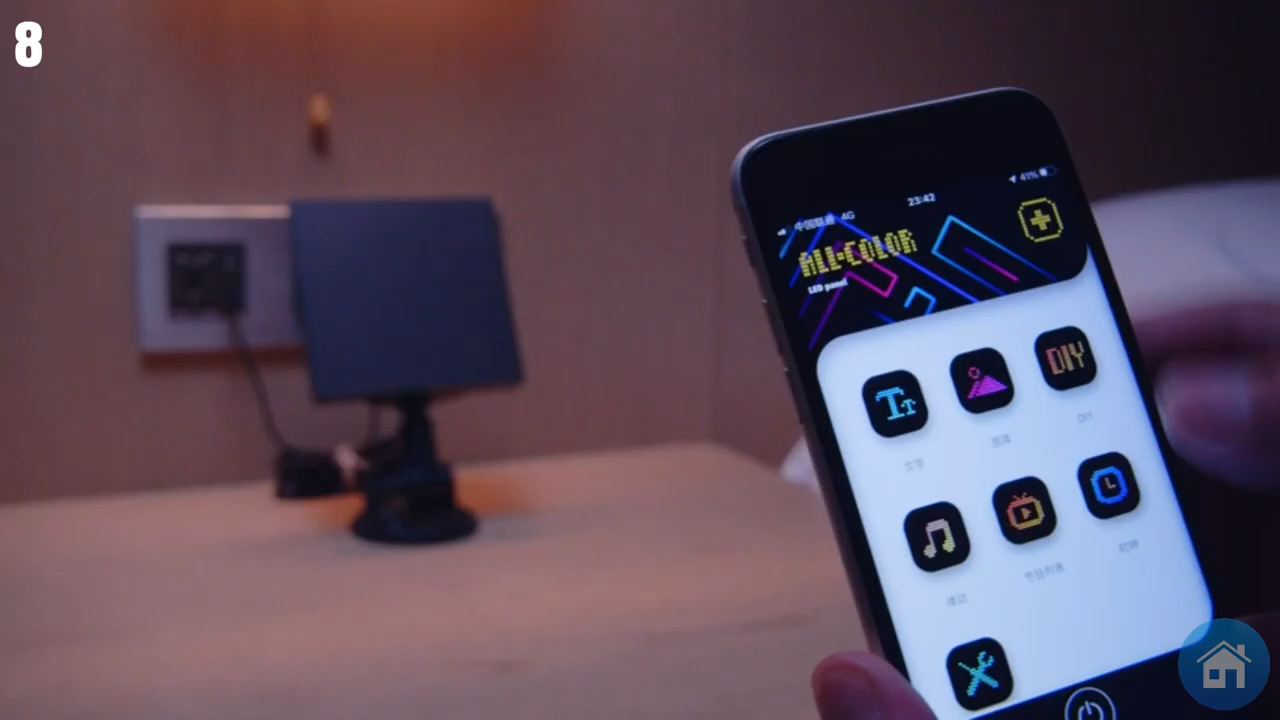 8
41%
23:42
中国联通 4G
ALL-COLOR
LED panel
Tт
DIY
文字
图库
DIY
律动
节目列表
时钟